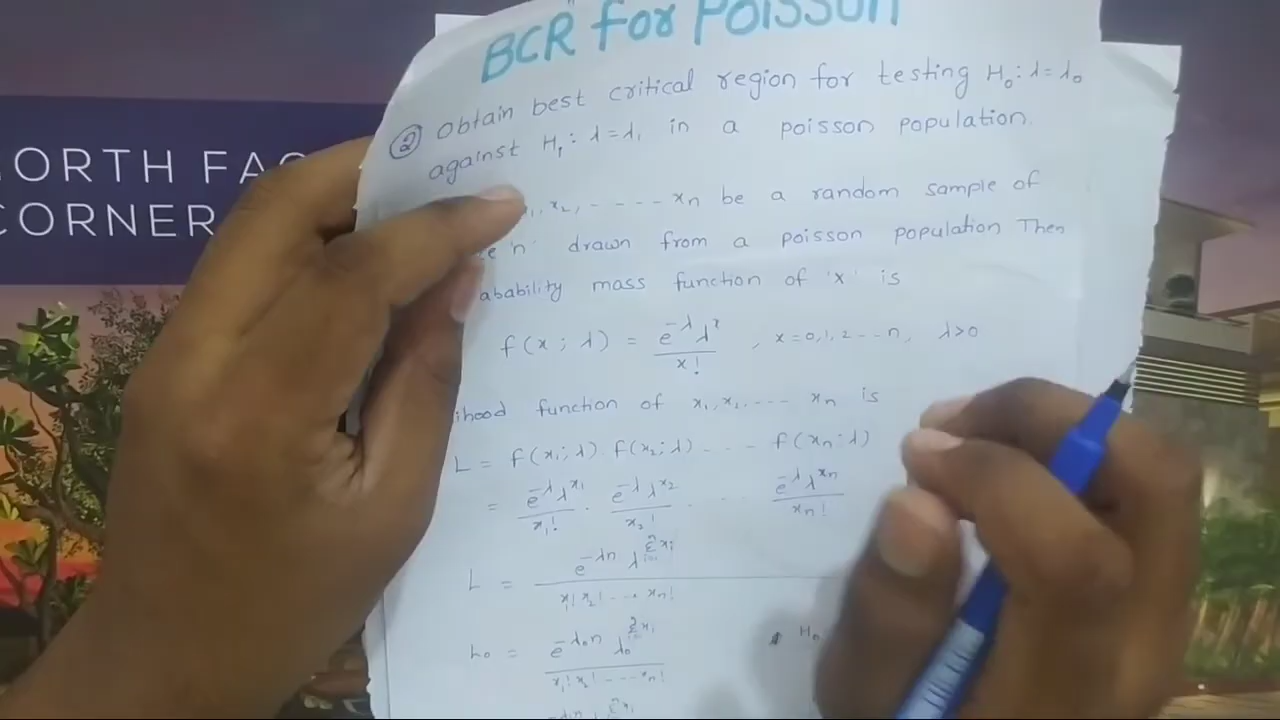 BCR for Poisson
② Obtain best critical region for testing H₀ : λ = λ₀
against H₁ : λ = λ₁ in a poisson population.
x₂, - - - - xₙ be a random sample of
'n' drawn from a poisson population Then
mass function of 'x' is
f(x ; λ) = e^-λ λ^x / x! , x = 0, 1, 2 - - n, λ>0
function of x₁, x₂, - - - - xₙ is
L = f(x₁; λ) . f(x₂; λ) - - - f(xₙ; λ)
= e^-λ λ^x₁ / x₁! . e^-λ λ^x₂ / x₂! . . e^-λ λ^xₙ / xₙ!
L = e^-λn λ^Σxᵢ / x₁! x₂! - - - xₙ!
L₀ = e^-λ₀n λ₀^Σxᵢ / x₁! x₂! - - - - xₙ! H₀
ORTH FAC
CORNER